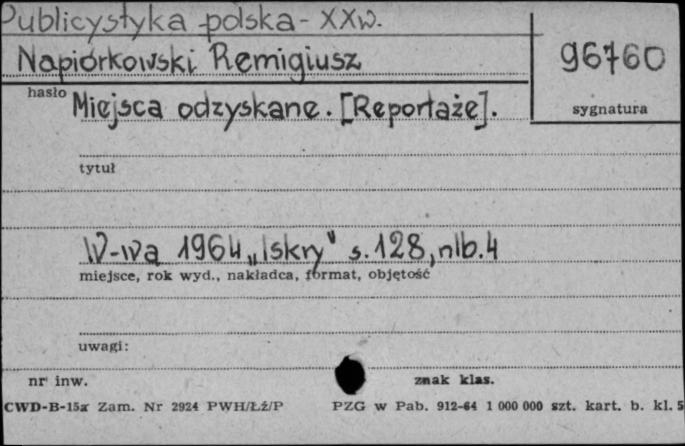 Publicystyka polska - XXw.
Napiórkowski Remigiusz
96760
hasło
Miejsca odzyskane. [Reportaże].
sygnatura
tytuł
W-wa 1964 „Iskry" s. 128, nlb. 4
miejsce, rok wyd., nakładca, format, objętość
uwagi:
nr inw. znak klas.
CWD-B-15a Zam. Nr 2924 PWH/Łż/P PZG w Pab. 912-64 1 000 000 szt. kart. b. kl. 5